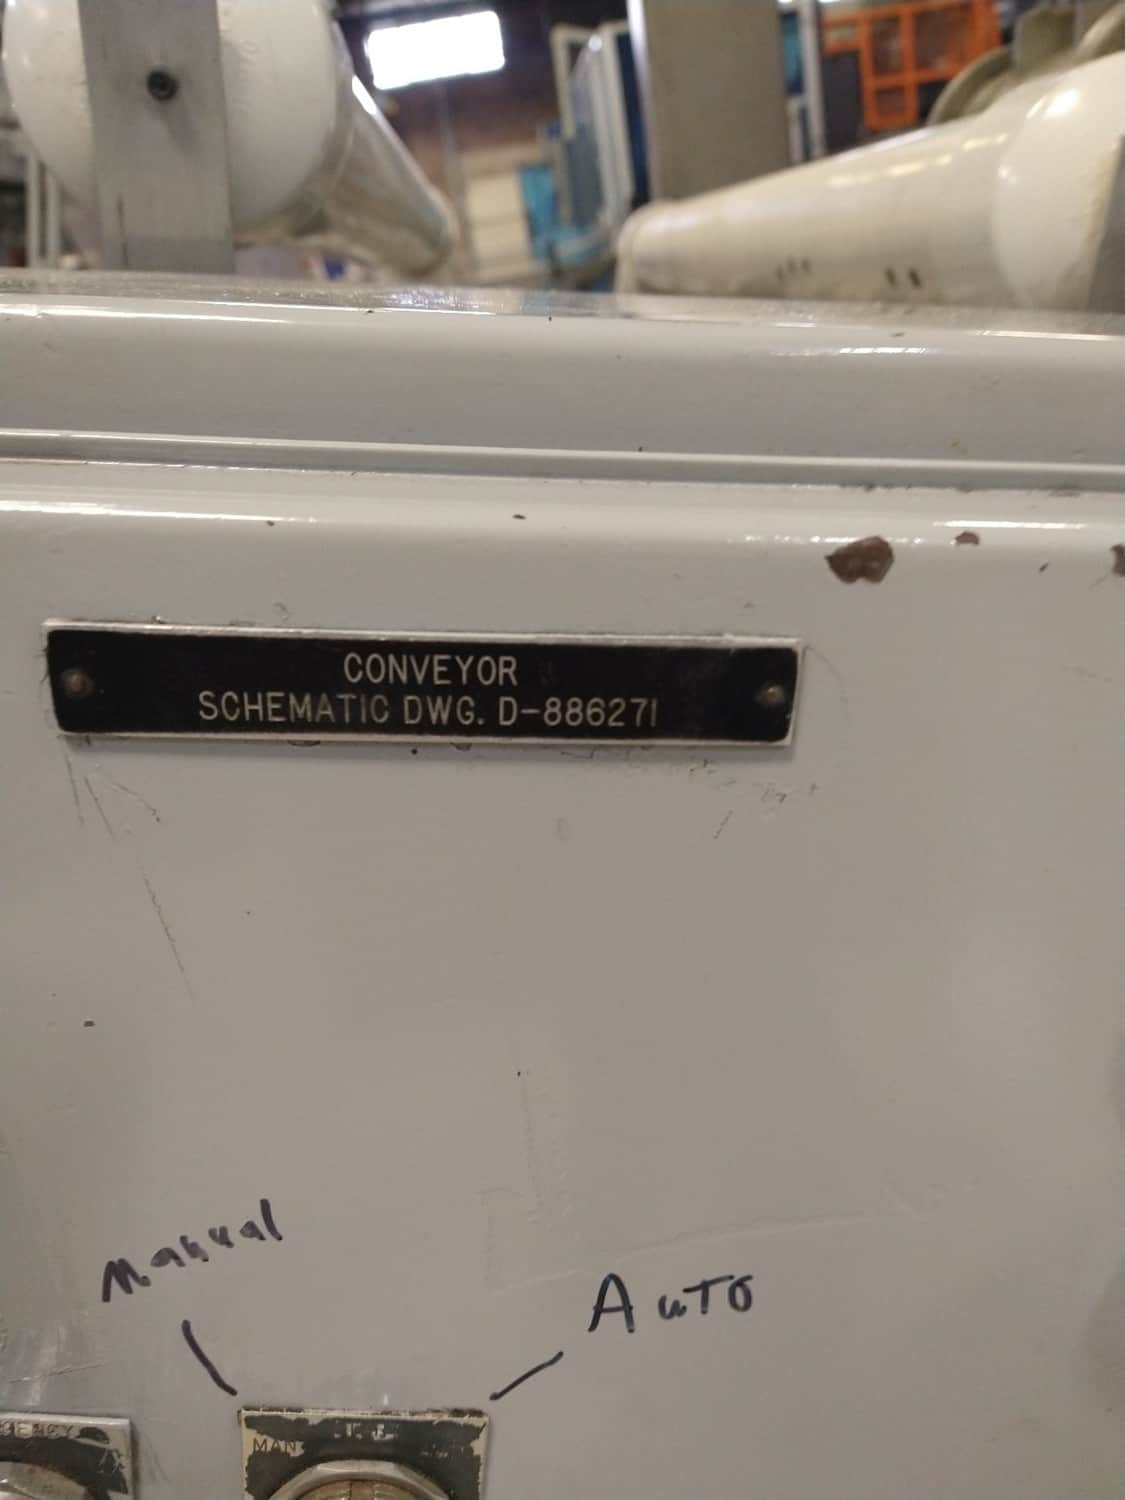 CONVEYOR
SCHEMATIC DWG. D-886271
Manual
Auto
MAN